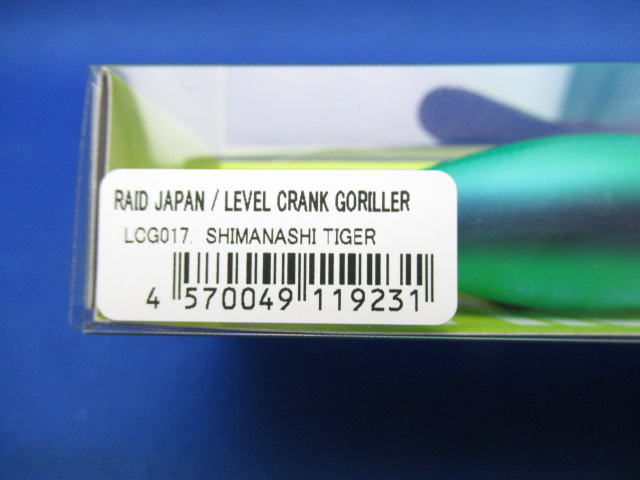 RAID JAPAN / LEVEL CRANK GORILLER
LCG017. SHIMANASHI TIGER
4 570049 119231